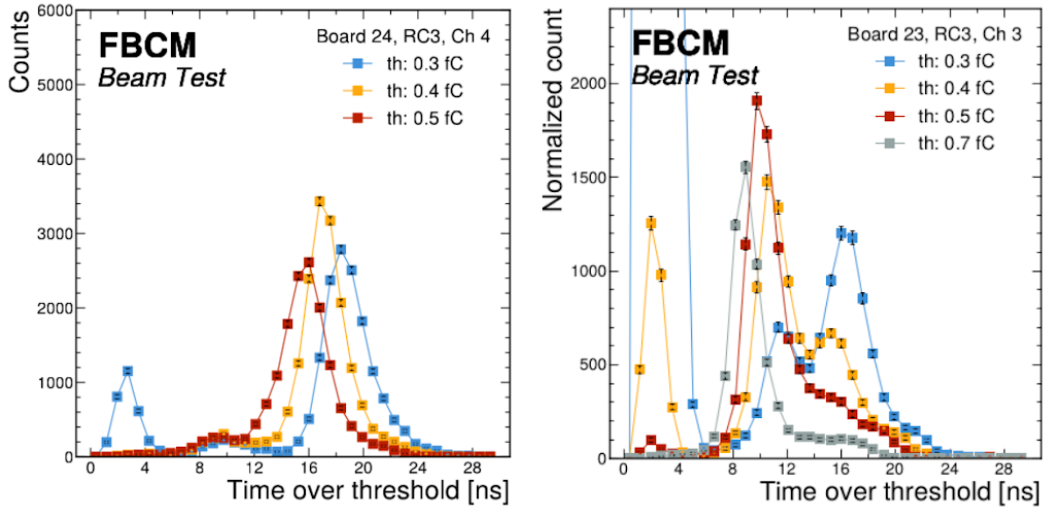 Counts
6000
5000
4000
3000
2000
1000
0
FBCM
Beam Test
Board 24, RC3, Ch 4
th: 0.3 fC
th: 0.4 fC
th: 0.5 fC
0 4 8 12 16 20 24 28
Time over threshold [ns]
Normalized count
2000
1500
1000
500
0
FBCM
Beam Test
Board 23, RC3, Ch 3
th: 0.3 fC
th: 0.4 fC
th: 0.5 fC
th: 0.7 fC
0 4 8 12 16 20 24 28
Time over threshold [ns]